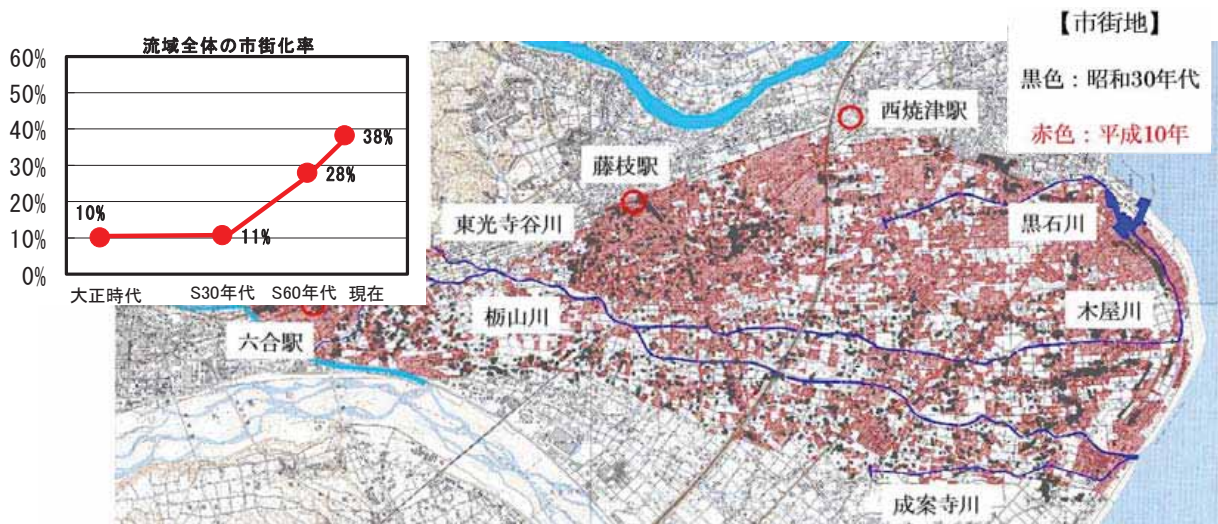 流域全体の市街化率
60%
50%
40%
30%
20%
10%
0%
10%
11%
28%
38%
大正時代
S30年代
S60年代
現在
【市街地】
黒色：昭和30年代
赤色：平成10年
西焼津駅
藤枝駅
東光寺谷川
黒石川
栃山川
木屋川
六合駅
成案寺川